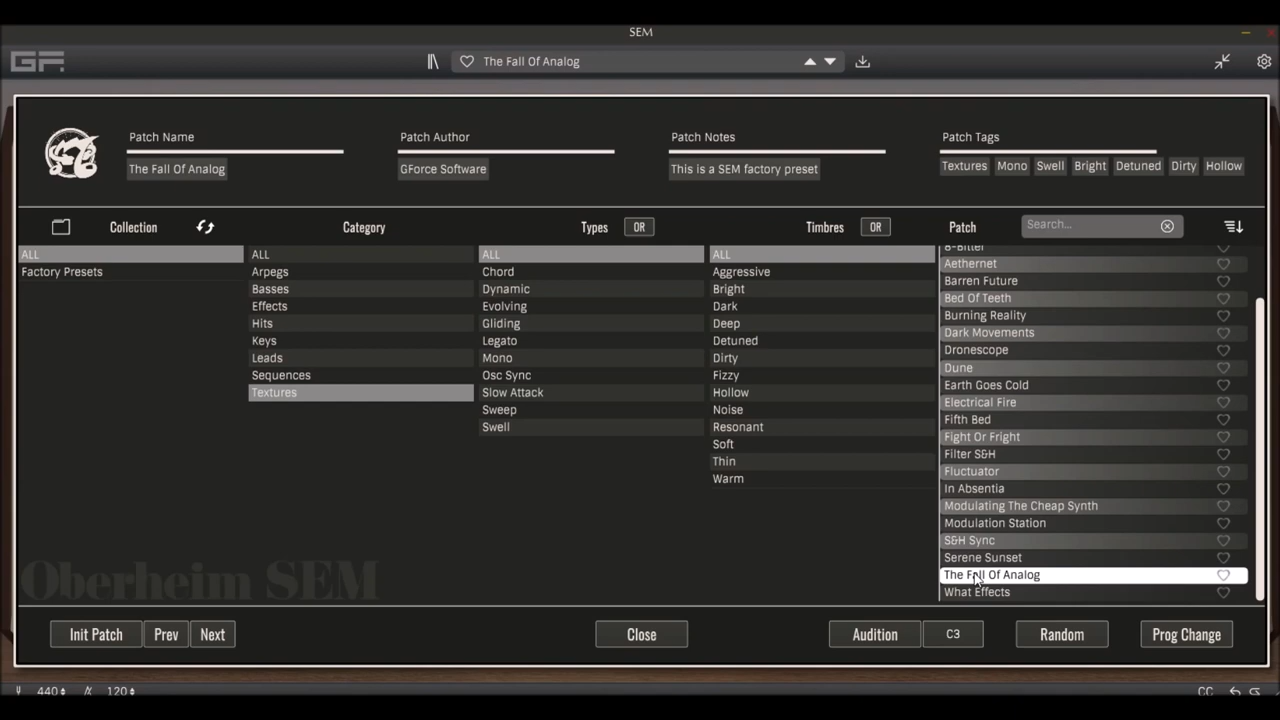 SEM
GF.
The Fall Of Analog
Patch Name
Patch Author
Patch Notes
Patch Tags
The Fall Of Analog
GForce Software
This is a SEM factory preset
Textures Mono Swell Bright Detuned Dirty Hollow
Collection
Category
Types OR
Timbres OR
Patch Search...
ALL
Factory Presets
ALL
Arpegs
Basses
Effects
Hits
Keys
Leads
Sequences
Textures
ALL
Chord
Dynamic
Evolving
Gliding
Legato
Mono
Osc Sync
Slow Attack
Sweep
Swell
ALL
Aggressive
Bright
Dark
Deep
Detuned
Dirty
Fizzy
Hollow
Noise
Resonant
Soft
Thin
Warm
8-Bitter
Aethernet
Barren Future
Bed Of Teeth
Burning Reality
Dark Movements
Dronescope
Dune
Earth Goes Cold
Electrical Fire
Fifth Bed
Fight Or Fright
Filter S&H
Fluctuator
In Absentia
Modulating The Cheap Synth
Modulation Station
S&H Sync
Serene Sunset
The Fall Of Analog
What Effects
Oberheim SEM
Init Patch Prev Next Close Audition C3 Random Prog Change
440 120 CC